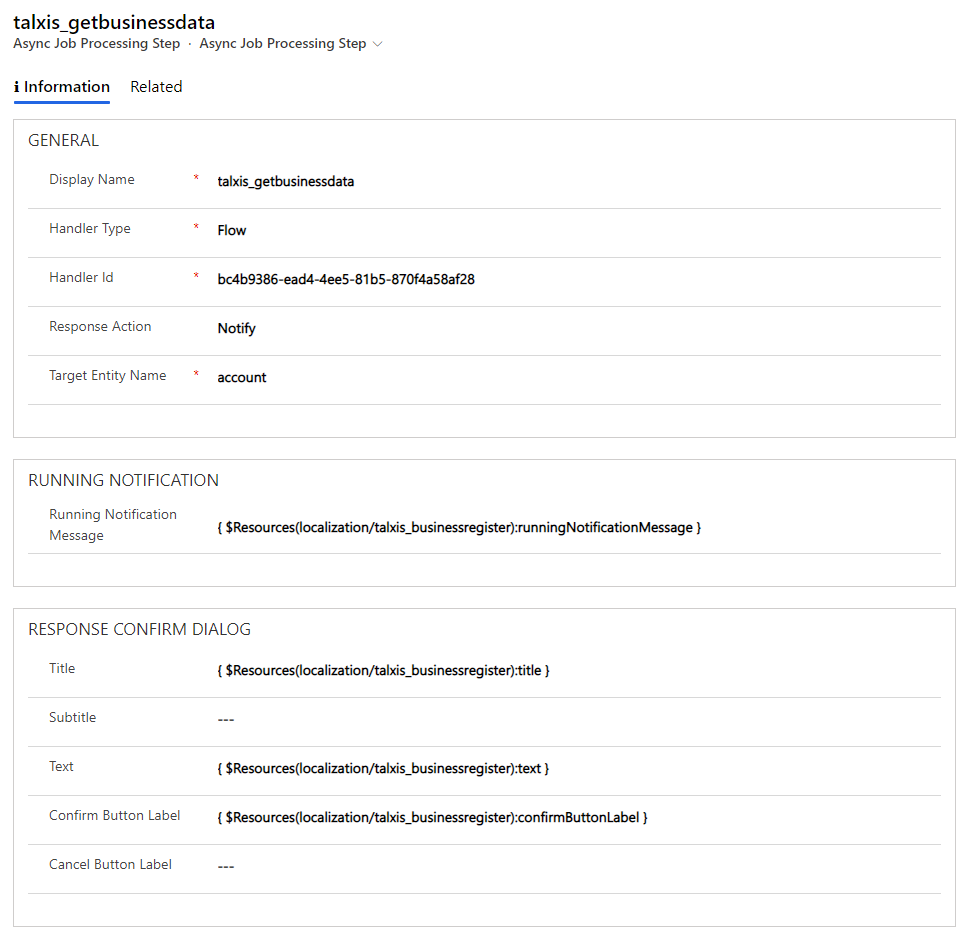 talxis_getbusinessdata
Async Job Processing Step · Async Job Processing Step
Information Related
GENERAL
Display Name * talxis_getbusinessdata
Handler Type * Flow
Handler Id * bc4b9386-ead4-4ee5-81b5-870f4a58af28
Response Action Notify
Target Entity Name * account
RUNNING NOTIFICATION
Running Notification
Message
{ $Resources(localization/talxis_businessregister):runningNotificationMessage }
RESPONSE CONFIRM DIALOG
Title { $Resources(localization/talxis_businessregister):title }
Subtitle ---
Text { $Resources(localization/talxis_businessregister):text }
Confirm Button Label { $Resources(localization/talxis_businessregister):confirmButtonLabel }
Cancel Button Label ---